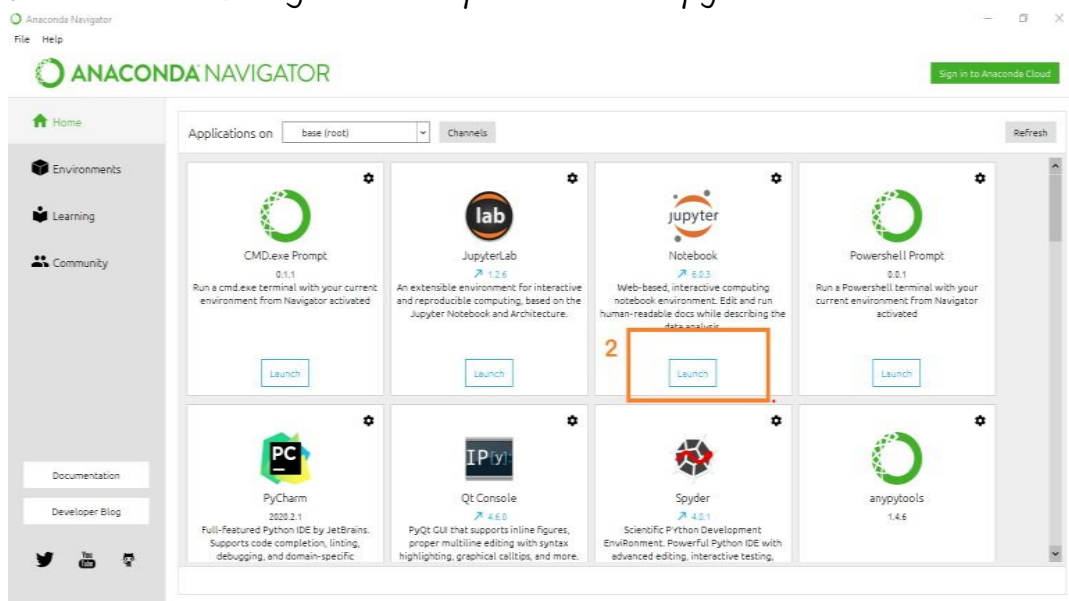 Anaconda Navigator
File Help
ANACONDA NAVIGATOR
Sign in to Anaconda Cloud
Home
Applications on base (root) Channels
Refresh
Environments
Learning
Community
CMD.exe Prompt
0.1.1
Run a cmd.exe terminal with your current
environment from Navigator activated
Launch
lab
JupyterLab
1.2.6
An extensible environment for interactive
and reproducible computing, based on the
Jupyter Notebook and Architecture.
Launch
jupyter
Notebook
6.0.3
Web-based, interactive computing
notebook environment. Edit and run
human-readable docs while describing the
data analysis.
2
Launch
Powershell Prompt
0.0.1
Run a Powershell terminal with your
current environment from Navigator
activated
Launch
PC
PyCharm
2020.2.1
Full-featured Python IDE by JetBrains.
Supports code completion, linting,
debugging, and domain-specific
IP[y]:
Qt Console
4.6.0
PyQt GUI that supports inline figures,
proper multiline editing with syntax
highlighting, graphical calltips, and more.
Spyder
4.0.1
Scientific PYthon Development
EnviRonment. Powerful Python IDE with
advanced editing, interactive testing,
anypytools
1.4.6
Documentation
Developer Blog
You
Tube